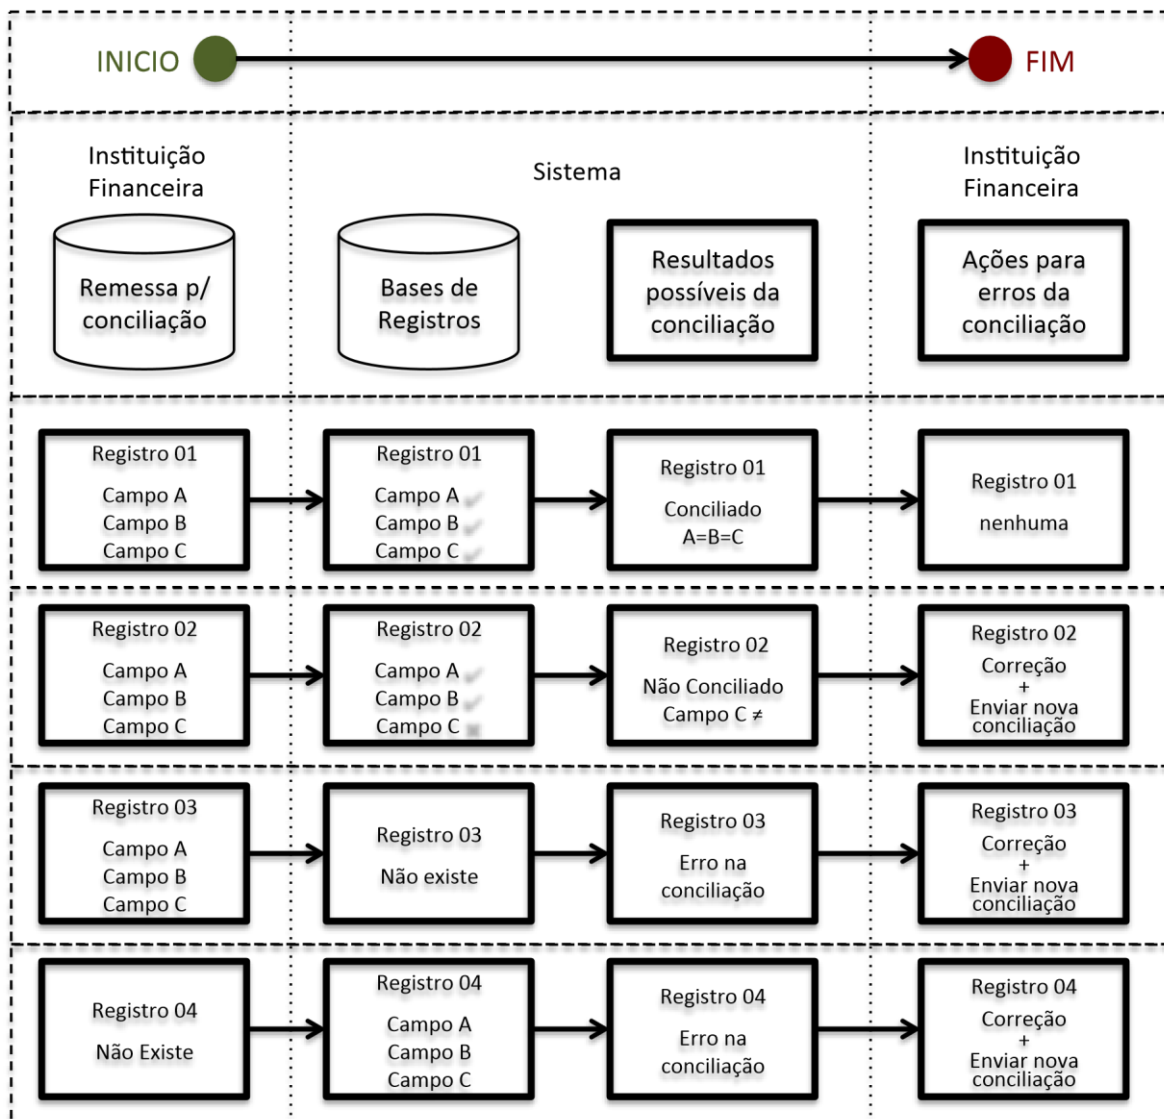 INICIO
FIM
Instituição
Financeira
Sistema
Instituição
Financeira
Remessa p/
conciliação
Bases de
Registros
Resultados
possíveis da
conciliação
Ações para
erros da
conciliação
Registro 01
Campo A
Campo B
Campo C
Registro 01
Campo A ✓
Campo B ✓
Campo C ✓
Registro 01
Conciliado
A=B=C
Registro 01
nenhuma
Registro 02
Campo A
Campo B
Campo C
Registro 02
Campo A ✓
Campo B ✓
Campo C ✖
Registro 02
Não Conciliado
Campo C ≠
Registro 02
Correção
+
Enviar nova
conciliação
Registro 03
Campo A
Campo B
Campo C
Registro 03
Não existe
Registro 03
Erro na
conciliação
Registro 03
Correção
+
Enviar nova
conciliação
Registro 04
Não Existe
Registro 04
Campo A
Campo B
Campo C
Registro 04
Erro na
conciliação
Registro 04
Correção
+
Enviar nova
conciliação